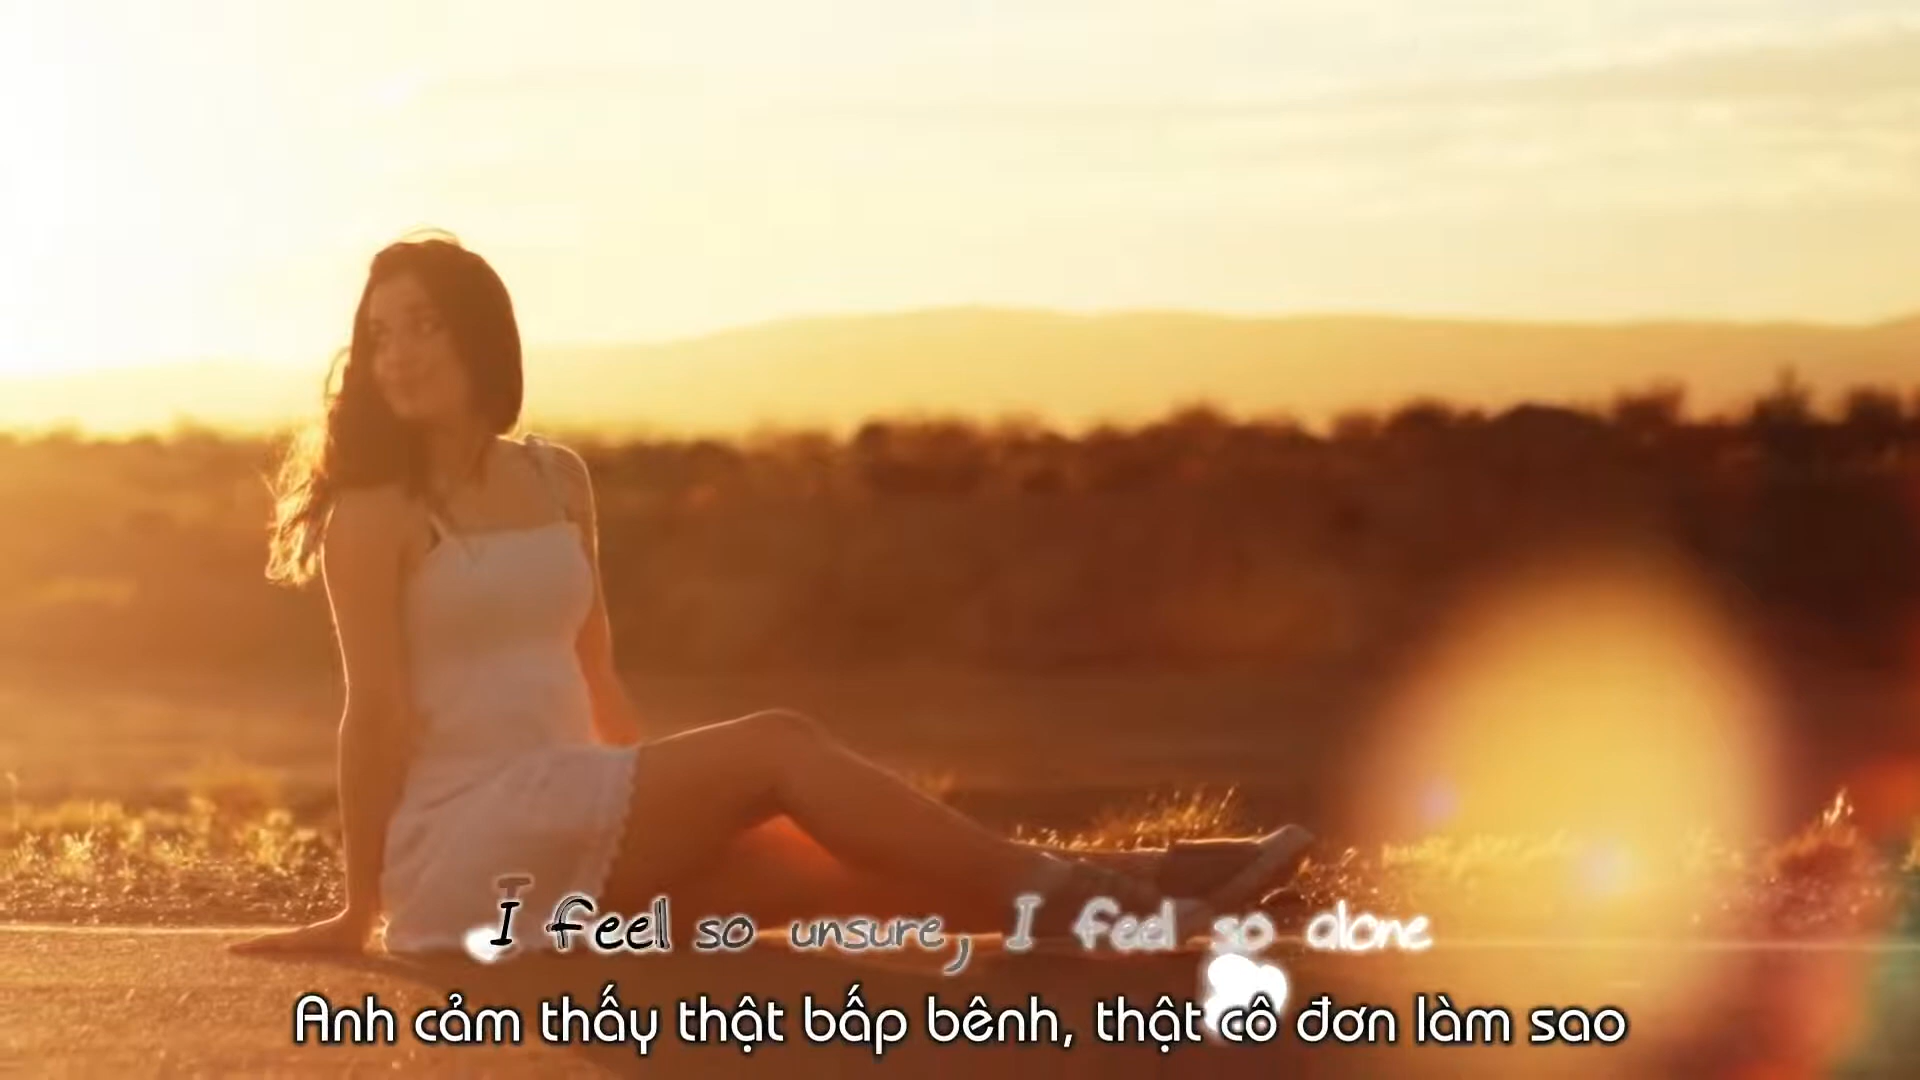 I feel so unsure, I feel so alone
Anh cảm thấy thật bấp bênh, thật cô đơn làm sao